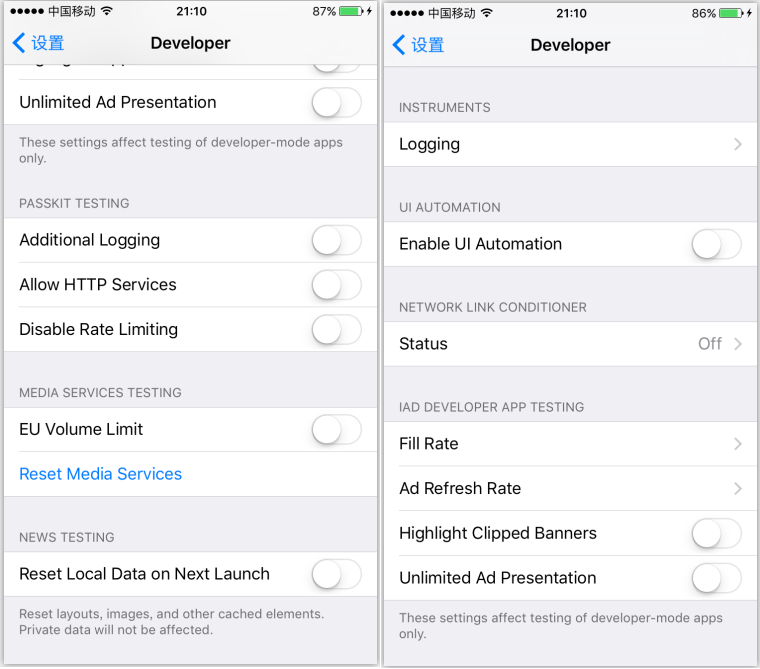 中国移动
21:10
87%
设置
Developer
Unlimited Ad Presentation
These settings affect testing of developer-mode apps
only.
PASSKIT TESTING
Additional Logging
Allow HTTP Services
Disable Rate Limiting
MEDIA SERVICES TESTING
EU Volume Limit
Reset Media Services
NEWS TESTING
Reset Local Data on Next Launch
Reset layouts, images, and other cached elements.
Private data will not be affected.
中国移动
21:10
86%
设置
Developer
INSTRUMENTS
Logging
UI AUTOMATION
Enable UI Automation
NETWORK LINK CONDITIONER
Status Off
IAD DEVELOPER APP TESTING
Fill Rate
Ad Refresh Rate
Highlight Clipped Banners
Unlimited Ad Presentation
These settings affect testing of developer-mode apps
only.